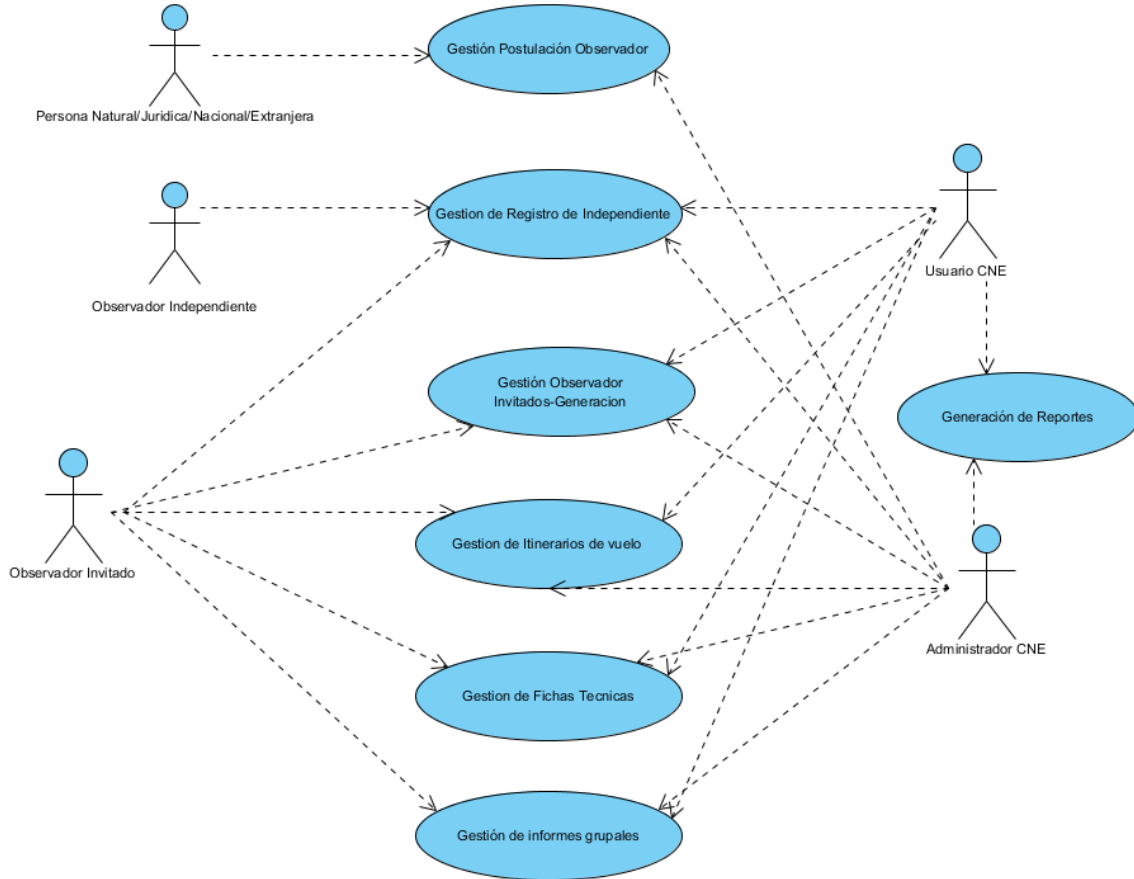 Gestión Postulación Observador
Persona Natural/Juridica/Nacional/Extranjera
Gestion de Registro de Independiente
Observador Independiente
Usuario CNE
Gestión Observador
Invitados-Generacion
Generación de Reportes
Gestion de Itinerarios de vuelo
Observador Invitado
Administrador CNE
Gestion de Fichas Tecnicas
Gestión de informes grupales